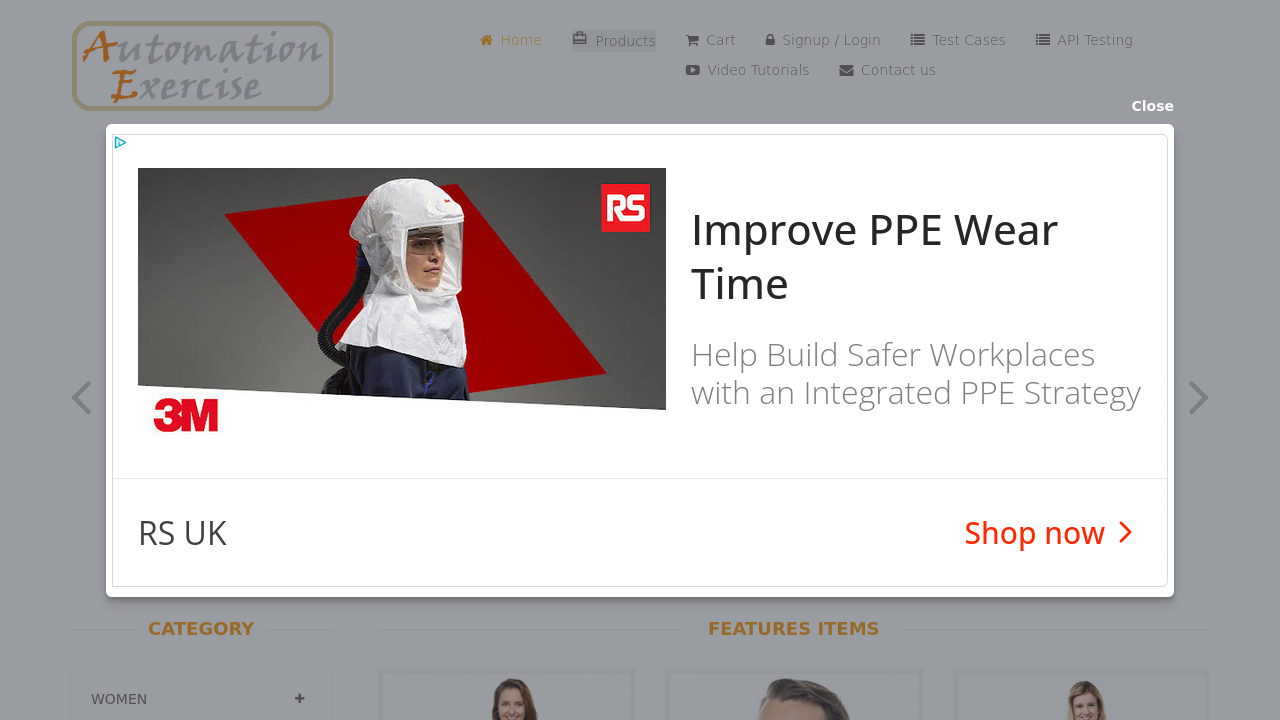 Automation
Exercise
Home
Products
Cart
Signup / Login
Test Cases
API Testing
Video Tutorials
Contact us
Close
RS
Improve PPE Wear
Time
Help Build Safer Workplaces
with an Integrated PPE Strategy
3M
RS UK
Shop now
CATEGORY
FEATURES ITEMS
WOMEN